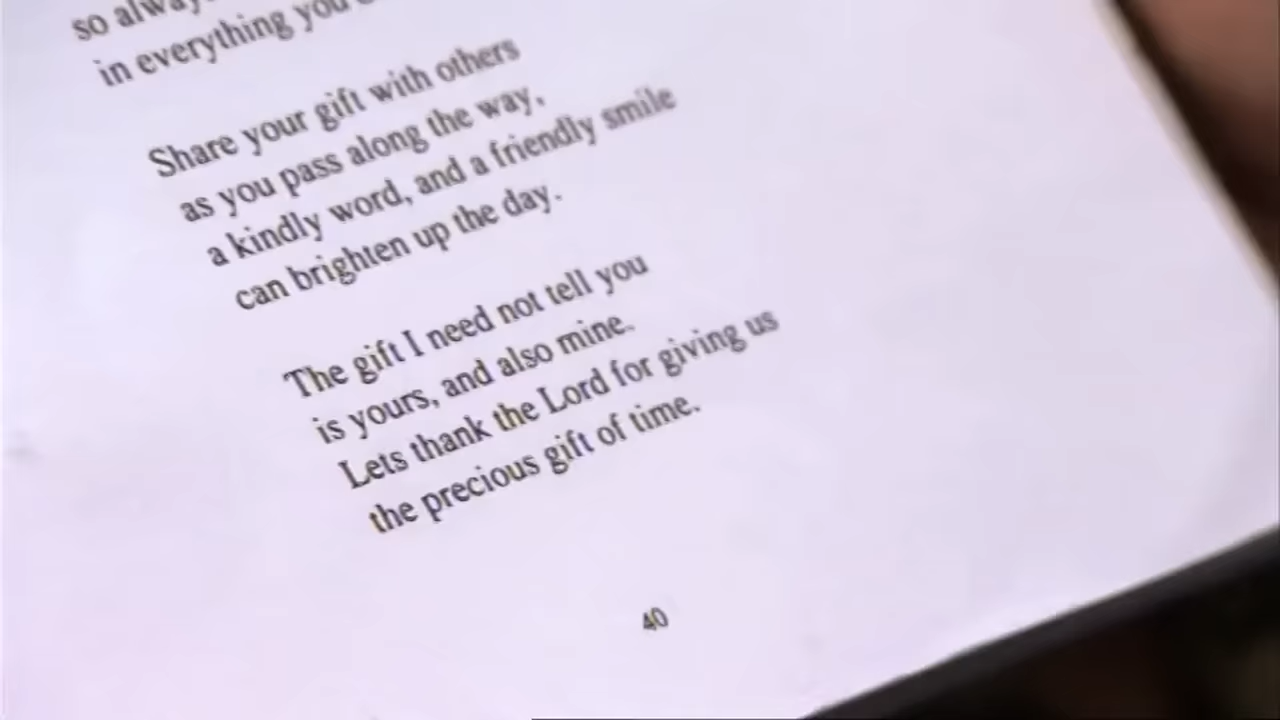 so
in everything you
Share your gift with others
as you pass along the way,
a kindly word, and a friendly smile
can brighten up the day.
The gift I need not tell you
is yours, and also mine.
Lets thank the Lord for giving us
the precious gift of time.
40